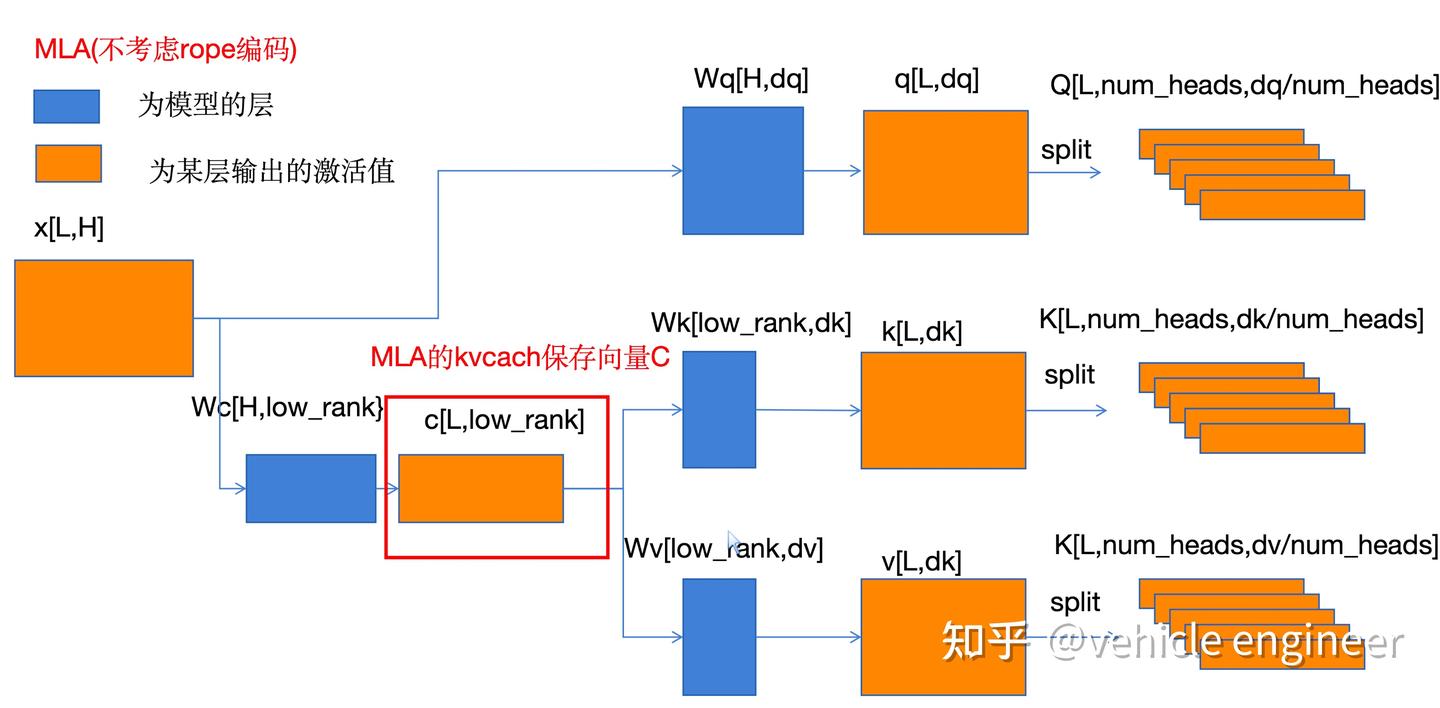 MLA(不考虑rope编码)
为模型的层
为某层输出的激活值
x[L,H]
Wq[H,dq]
q[L,dq]
Q[L,num_heads,dq/num_heads]
split
Wk[low_rank,dk]
k[L,dk]
K[L,num_heads,dk/num_heads]
MLA的kvcach保存向量C
split
Wc[H,low_rank}
c[L,low_rank]
Wv[low_rank,dv]
v[L,dk]
K[L,num_heads,dv/num_heads]
split
知乎 @vehicle engineer